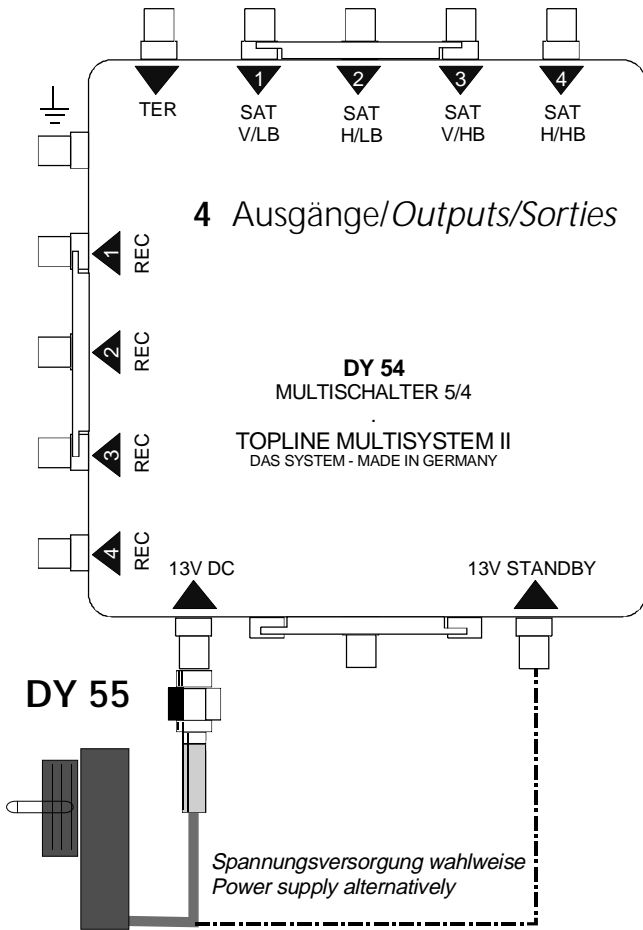 TER
1
SAT
V/LB
2
SAT
H/LB
3
SAT
V/HB
4
SAT
H/HB
4 Ausgänge/Outputs/Sorties
1 REC
2 REC
3 REC
4 REC
DY 54
MULTISCHALTER 5/4
.
TOPLINE MULTISYSTEM II
DAS SYSTEM - MADE IN GERMANY
13V DC
13V STANDBY
DY 55
Spannungsversorgung wahlweise
Power supply alternatively